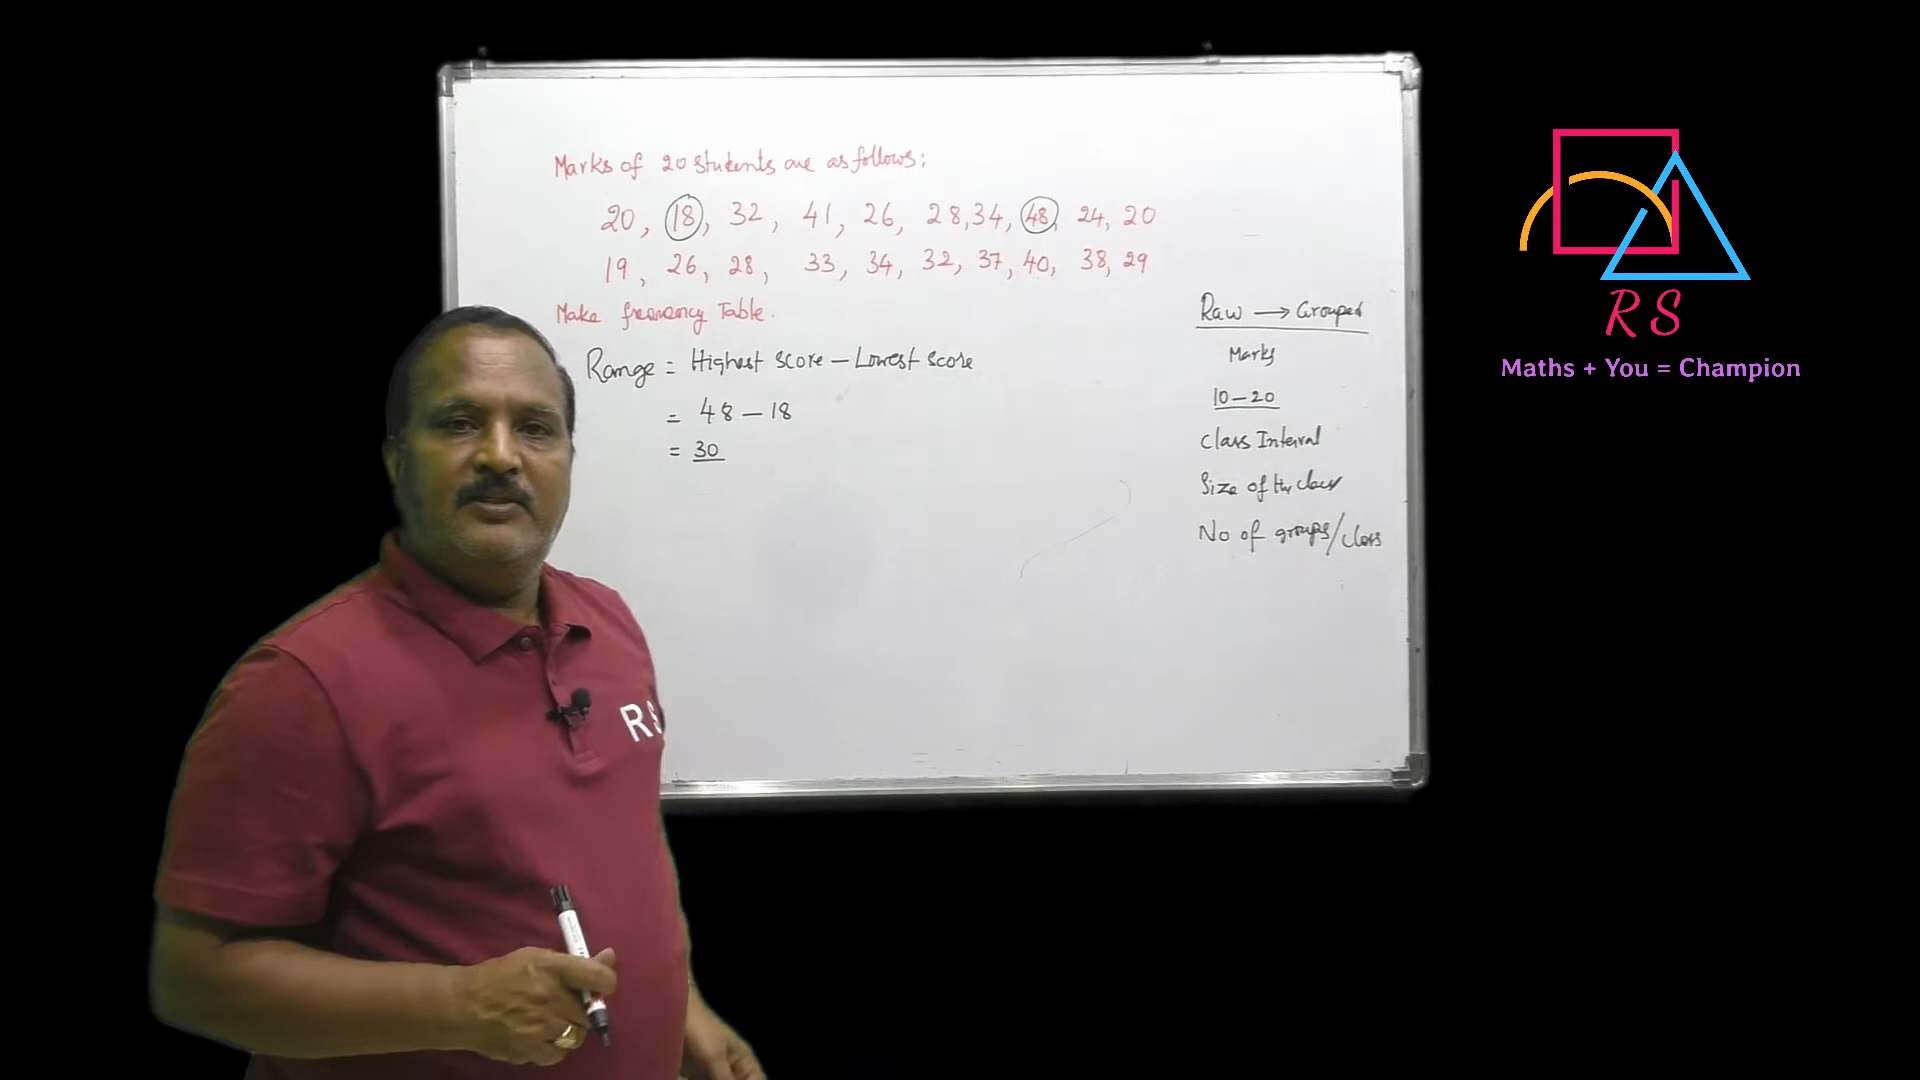 Marks of 20 students are as follows:
20, 18, 32, 41, 26, 28, 34, 48, 24, 20
19, 26, 28, 33, 34, 32, 37, 40, 38, 29
Make frequency Table.
Range = Highest score – Lowest score
= 48 – 18
= 30
Raw → Grouped
Marks
10 – 20
Class Interval
Size of the class
No of groups/class
R S
Maths + You = Champion
R S